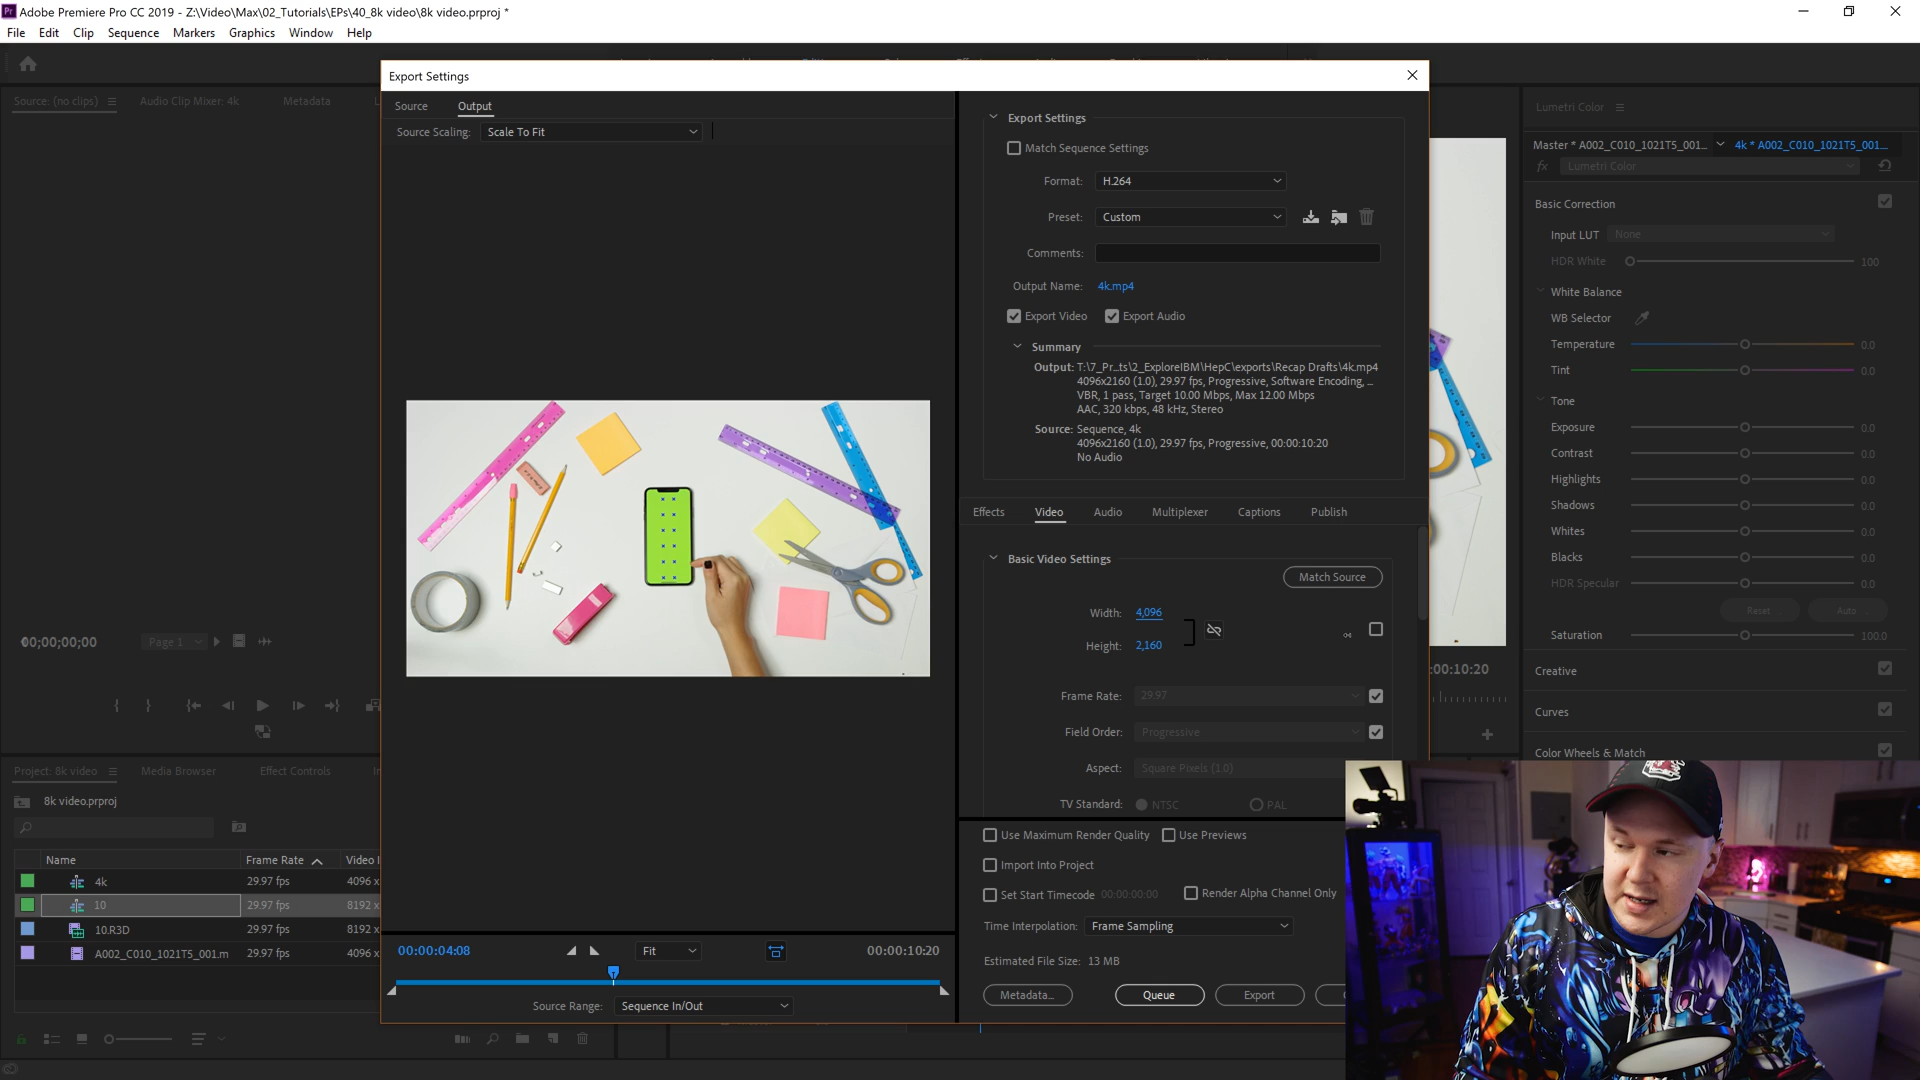 Adobe Premiere Pro CC 2019 - Z:\Video\Max\02_Tutorials\EPs\40_8k video\8k video.prproj *
File Edit Clip Sequence Markers Graphics Window Help
Export Settings
Source: (no clips) Audio Clip Mixer: 4k Metadata
Source Output
Source Scaling: Scale To Fit
Export Settings
Match Sequence Settings
Format: H.264
Preset: Custom
Comments:
Output Name: 4k.mp4
Export Video Export Audio
Summary
Output: T:\7_Pr...ts\2_ExploreIBM\HepC\exports\Recap Drafts\4k.mp4
4096x2160 (1.0), 29.97 fps, Progressive, Software Encoding, ...
VBR, 1 pass, Target 10.00 Mbps, Max 12.00 Mbps
AAC, 320 kbps, 48 kHz, Stereo
Source: Sequence, 4k
4096x2160 (1.0), 29.97 fps, Progressive, 00:00:10:20
No Audio
Effects Video Audio Multiplexer Captions Publish
Basic Video Settings
Match Source
Width: 4,096
Height: 2,160
Frame Rate: 29.97
Field Order: Progressive
Aspect: Square Pixels (1.0)
TV Standard: NTSC PAL
Use Maximum Render Quality Use Previews
Import Into Project
Set Start Timecode 00:00:00:00 Render Alpha Channel Only
Time Interpolation: Frame Sampling
Estimated File Size: 13 MB
Metadata... Queue Export
00:00:04:08 Fit 00:00:10:20
Source Range: Sequence In/Out
00;00;00;00 Page 1
Project: 8k video Media Browser Effect Controls
8k video.prproj
Name Frame Rate Video I
4k 29.97 fps 4096 x
10 29.97 fps 8192 x
10.R3D 29.97 fps 8192 x
A002_C010_1021T5_001.m 29.97 fps 4096 x
:00:10:20
Lumetri Color
Master * A002_C010_1021T5_001... 4k * A002_C010_1021T5_001...
fx Lumetri Color
Basic Correction
Input LUT None
HDR White 100
White Balance
WB Selector
Temperature 0.0
Tint 0.0
Tone
Exposure 0.0
Contrast 0.0
Highlights 0.0
Shadows 0.0
Whites 0.0
Blacks 0.0
HDR Specular 0.0
Reset Auto
Saturation 100.0
Creative
Curves
Color Wheels & Match